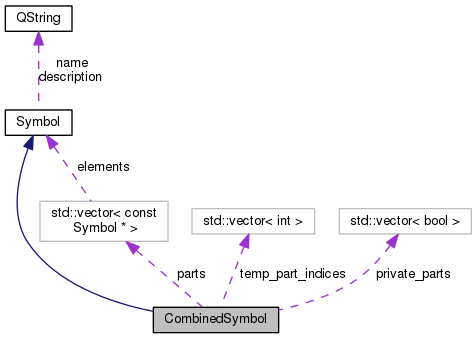 QString
name
description
Symbol
elements
std::vector< const
Symbol * >
std::vector< int >
std::vector< bool >
parts
temp_part_indices
private_parts
CombinedSymbol